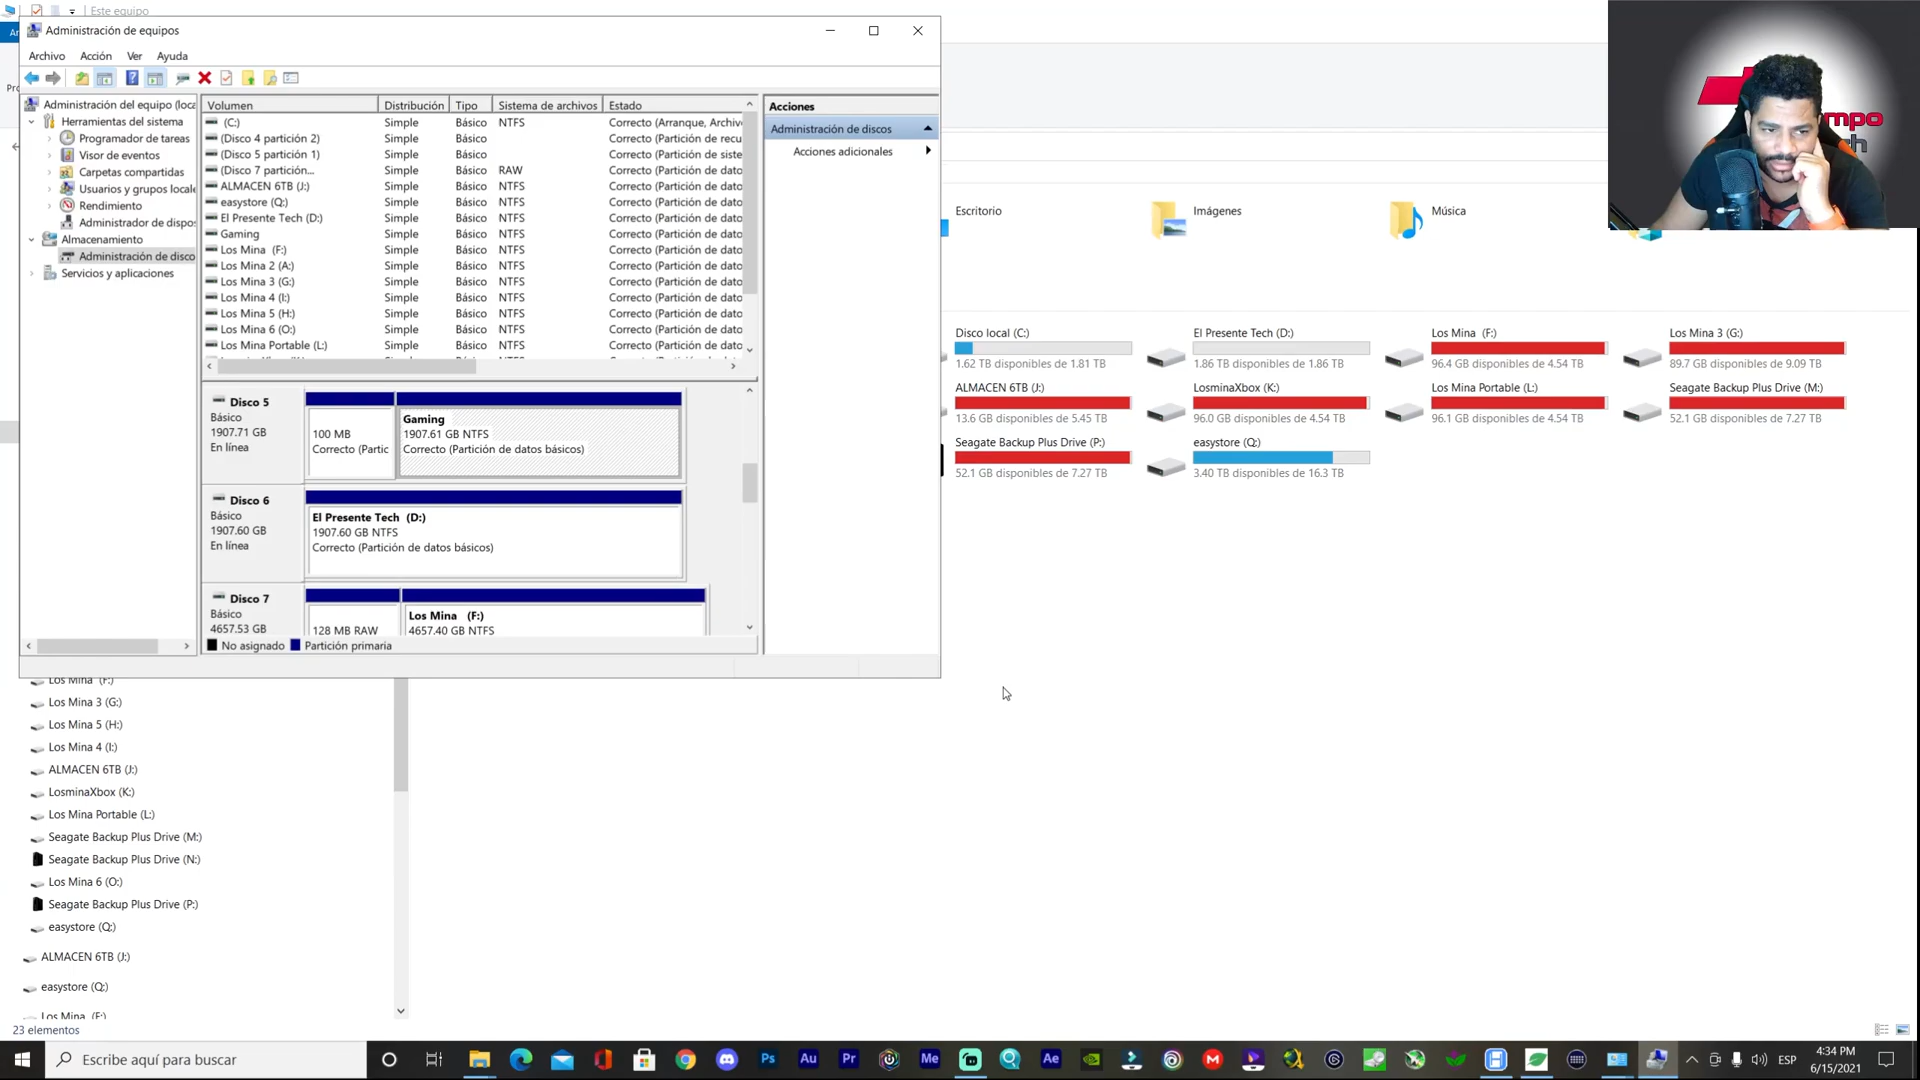 Este equipo
Administración de equipos
Archivo Acción Ver Ayuda
Administración del equipo (loca
Herramientas del sistema
Programador de tareas
Visor de eventos
Carpetas compartidas
Usuarios y grupos locale
Rendimiento
Administrador de dispos
Almacenamiento
Administración de disco
Servicios y aplicaciones
Volumen Distribución Tipo Sistema de archivos Estado
(C:) Simple Básico NTFS Correcto (Arranque, Archiv
(Disco 4 partición 2) Simple Básico Correcto (Partición de recu
(Disco 5 partición 1) Simple Básico Correcto (Partición de siste
(Disco 7 partición... Simple Básico RAW Correcto (Partición de dato
ALMACEN 6TB (J:) Simple Básico NTFS Correcto (Partición de dato
easystore (Q:) Simple Básico NTFS Correcto (Partición de dato
El Presente Tech (D:) Simple Básico NTFS Correcto (Partición de dato
Gaming Simple Básico NTFS Correcto (Partición de dato
Los Mina (F:) Simple Básico NTFS Correcto (Partición de dato
Los Mina 2 (A:) Simple Básico NTFS Correcto (Partición de dato
Los Mina 3 (G:) Simple Básico NTFS Correcto (Partición de dato
Los Mina 4 (I:) Simple Básico NTFS Correcto (Partición de dato
Los Mina 5 (H:) Simple Básico NTFS Correcto (Partición de dato
Los Mina 6 (O:) Simple Básico NTFS Correcto (Partición de dato
Los Mina Portable (L:) Simple Básico NTFS Correcto (Partición de dato
Acciones
Administración de discos
Acciones adicionales
Disco 5
Básico
1907.71 GB
En línea
100 MB
Correcto (Partic
Gaming
1907.61 GB NTFS
Correcto (Partición de datos básicos)
Disco 6
Básico
1907.60 GB
En línea
El Presente Tech (D:)
1907.60 GB NTFS
Correcto (Partición de datos básicos)
Disco 7
Básico
4657.53 GB
128 MB RAW
Los Mina (F:)
4657.40 GB NTFS
No asignado Partición primaria
Escritorio Imágenes Música
Disco local (C:) El Presente Tech (D:) Los Mina (F:) Los Mina 3 (G:)
1.62 TB disponibles de 1.81 TB 1.86 TB disponibles de 1.86 TB 96.4 GB disponibles de 4.54 TB 89.7 GB disponibles de 9.09 TB
ALMACEN 6TB (J:) LosminaXbox (K:) Los Mina Portable (L:) Seagate Backup Plus Drive (M:)
13.6 GB disponibles de 5.45 TB 96.0 GB disponibles de 4.54 TB 96.1 GB disponibles de 4.54 TB 52.1 GB disponibles de 7.27 TB
Seagate Backup Plus Drive (P:) easystore (Q:)
52.1 GB disponibles de 7.27 TB 3.40 TB disponibles de 16.3 TB
Los Mina (F:)
Los Mina 3 (G:)
Los Mina 5 (H:)
Los Mina 4 (I:)
ALMACEN 6TB (J:)
LosminaXbox (K:)
Los Mina Portable (L:)
Seagate Backup Plus Drive (M:)
Seagate Backup Plus Drive (N:)
Los Mina 6 (O:)
Seagate Backup Plus Drive (P:)
easystore (Q:)
ALMACEN 6TB (J:)
easystore (Q:)
Los Mina (F:)
23 elementos
Escribe aquí para buscar
Ps Au Pr Me Ae
ESP
4:34 PM
6/15/2021